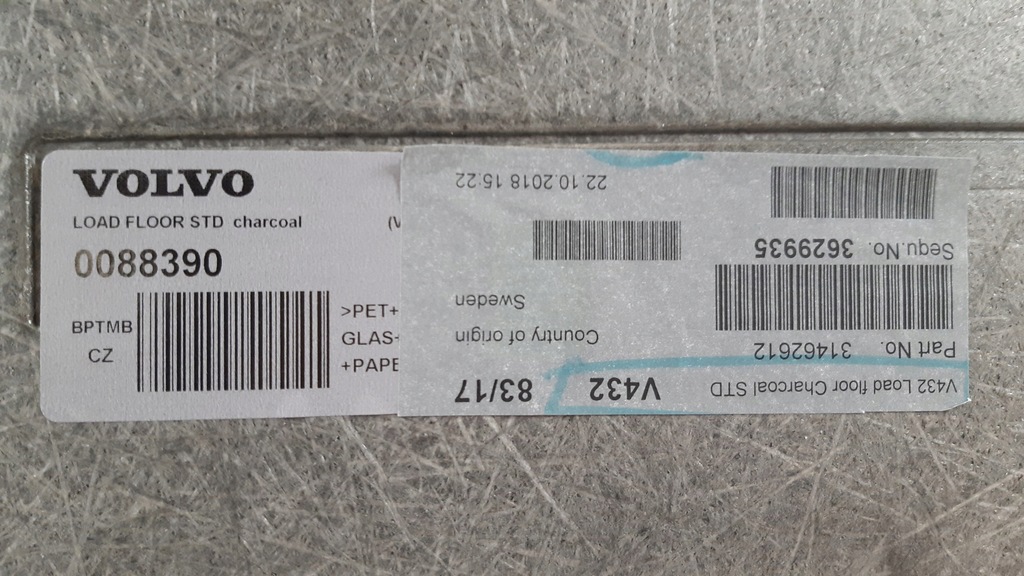 VOLVO
LOAD FLOOR STD charcoal (V
0088390
BPTMB
CZ
>PET+
GLAS-
+PAPE
V432 Load floor Charcoal STD V432 83/17
Part No. 31462612
Country of origin
Sweden
Sequ.No. 3629935
22.10.2018 15:22